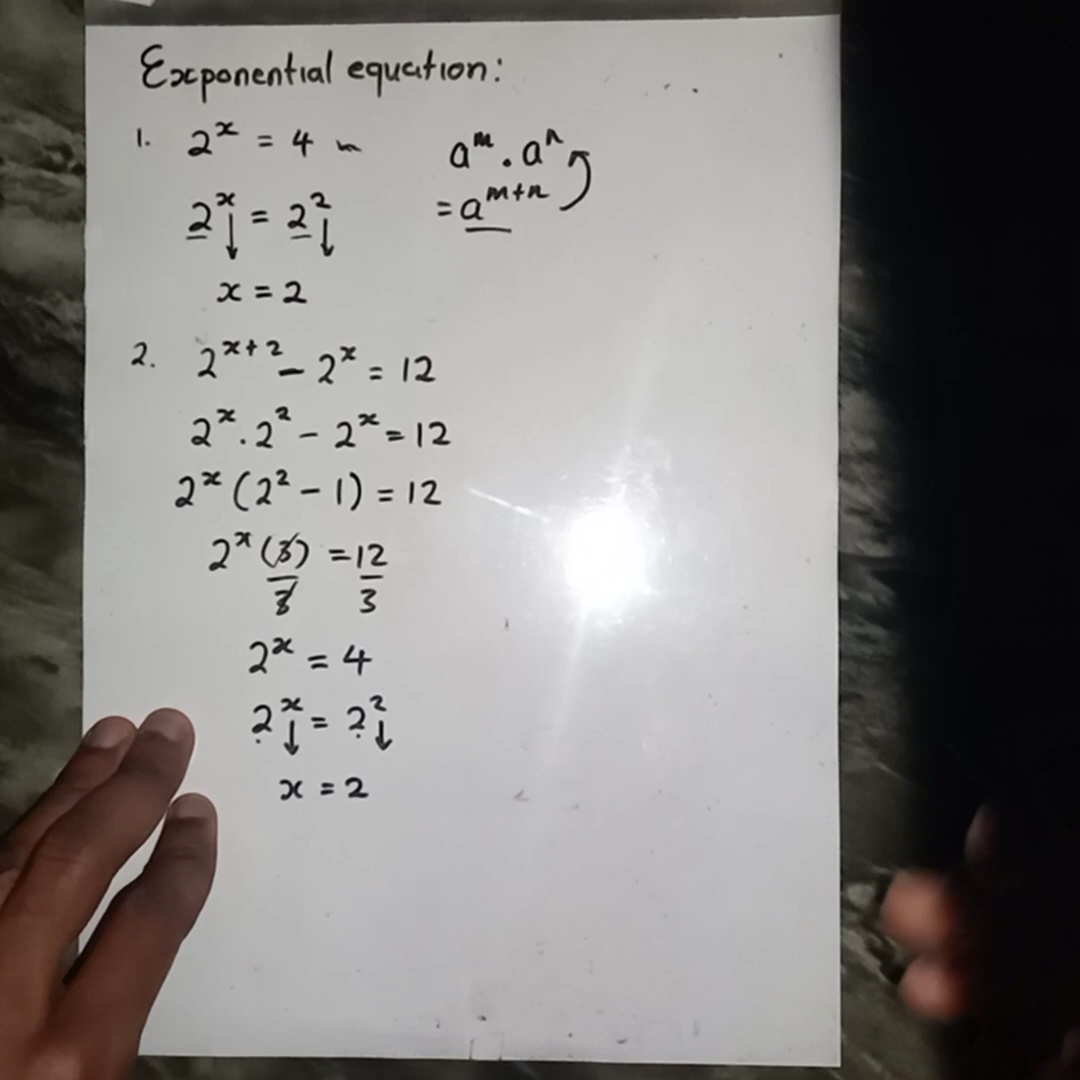 Exponential equation:
1. 2^x = 4
a^m . a^n
= a^(m+n)
2^x = 2^2
x = 2
2. 2^(x+2) - 2^x = 12
2^x . 2^2 - 2^x = 12
2^x (2^2 - 1) = 12
2^x (3) = 12
3 3
2^x = 4
2^x = 2^2
x = 2